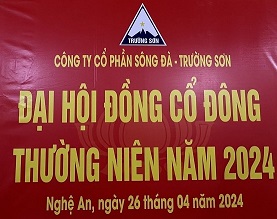 TRƯỜNG SƠN
CÔNG TY CỔ PHẦN SÔNG ĐÀ - TRƯỜNG SƠN
ĐẠI HỘI ĐỒNG CỔ ĐÔNG
THƯỜNG NIÊN NĂM 2024
Nghệ An, ngày 26 tháng 04 năm 2024